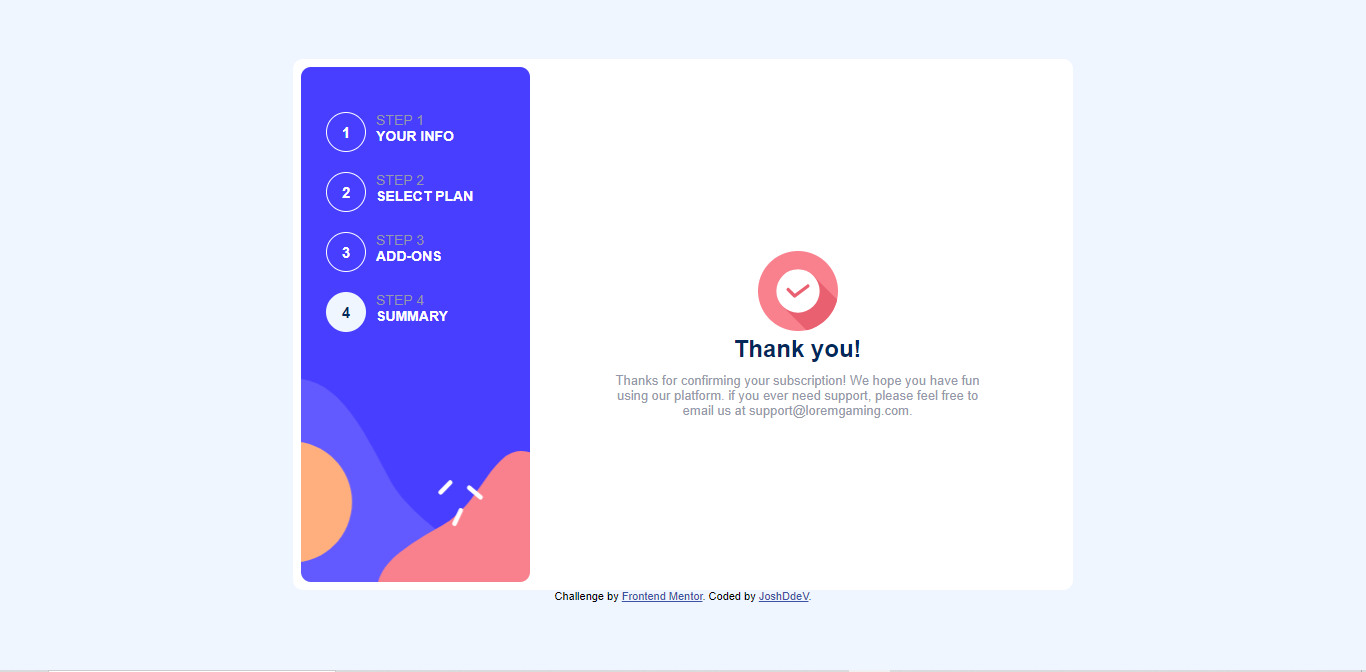 1
STEP 1
YOUR INFO
2
STEP 2
SELECT PLAN
3
STEP 3
ADD-ONS
4
STEP 4
SUMMARY
Thank you!
Thanks for confirming your subscription! We hope you have fun
using our platform. if you ever need support, please feel free to
email us at support@loremgaming.com.
Challenge by Frontend Mentor. Coded by JoshDdeV.